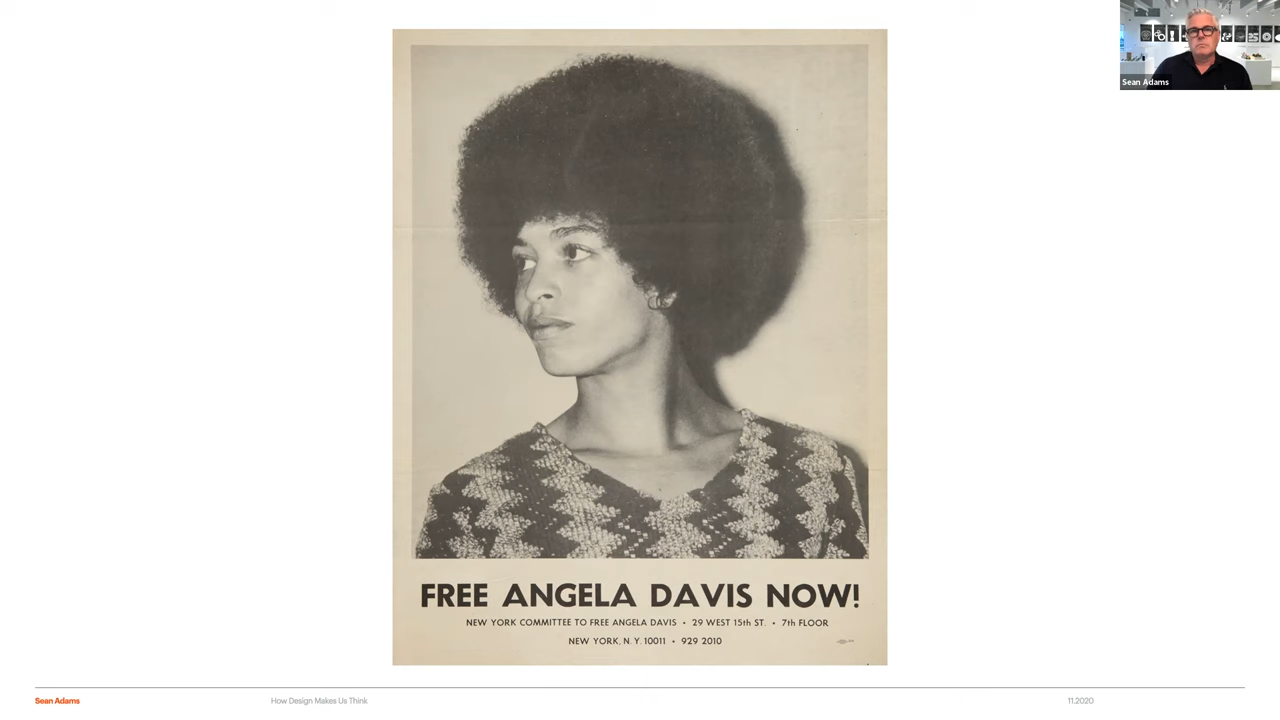 Sean Adams
FREE ANGELA DAVIS NOW!
NEW YORK COMMITTEE TO FREE ANGELA DAVIS • 29 WEST 15th ST. • 7th FLOOR
NEW YORK, N.Y. 10011 • 929 2010
Sean Adams
How Design Makes Us Think
11.2020